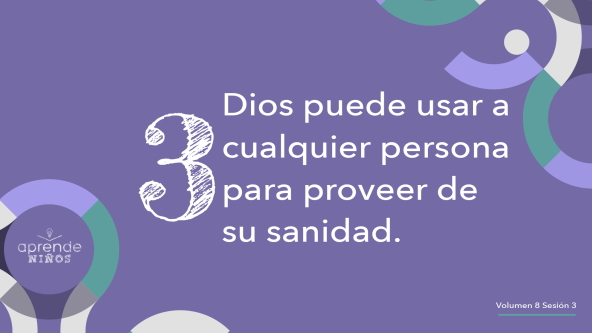 3
Dios puede usar a
cualquier persona
para proveer de
su sanidad.
aprende
NIÑOS
Volumen 8 Sesión 3